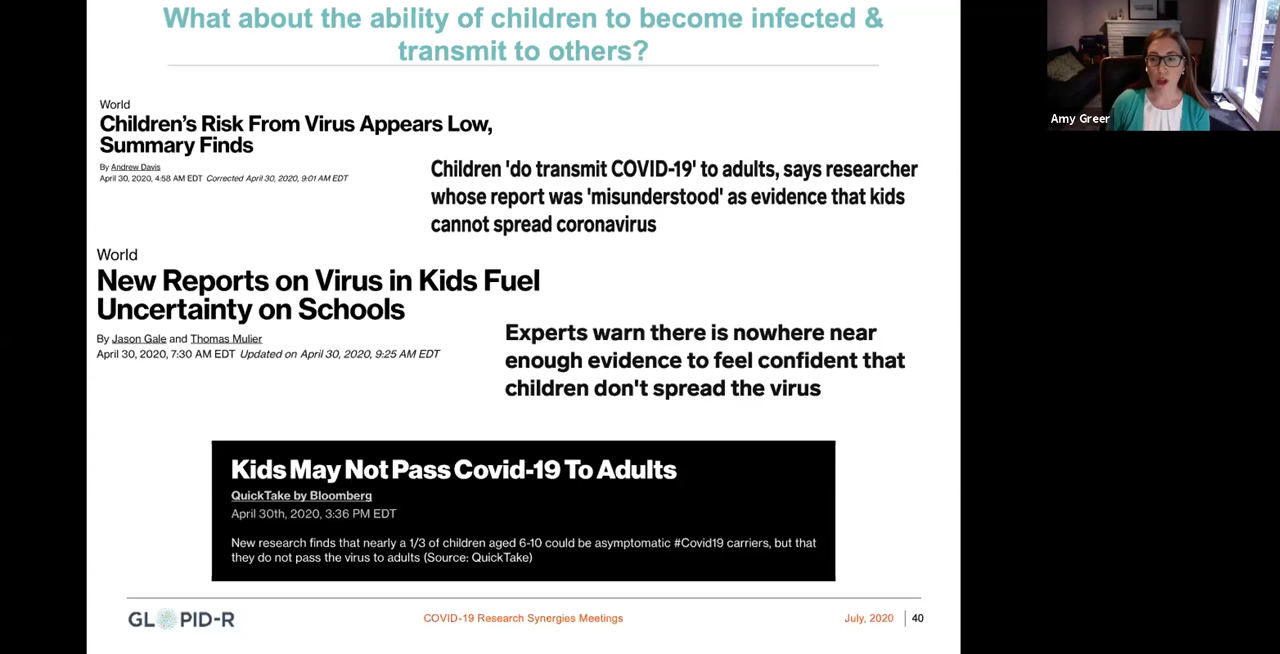 What about the ability of children to become infected &
transmit to others?
Amy Greer
World
Children's Risk From Virus Appears Low,
Summary Finds
By Andrew Davis
April 30, 2020, 4:58 AM EDT Corrected April 30, 2020, 9:01 AM EDT
Children 'do transmit COVID-19' to adults, says researcher
whose report was 'misunderstood' as evidence that kids
cannot spread coronavirus
World
New Reports on Virus in Kids Fuel
Uncertainty on Schools
By Jason Gale and Thomas Mulier
April 30, 2020, 7:30 AM EDT Updated on April 30, 2020, 9:25 AM EDT
Experts warn there is nowhere near
enough evidence to feel confident that
children don't spread the virus
Kids May Not Pass Covid-19 To Adults
QuickTake by Bloomberg
April 30th, 2020, 3:36 PM EDT
New research finds that nearly a 1/3 of children aged 6-10 could be asymptomatic #Covid19 carriers, but that
they do not pass the virus to adults (Source: QuickTake)
GLOPID-R
COVID-19 Research Synergies Meetings
July, 2020 | 40